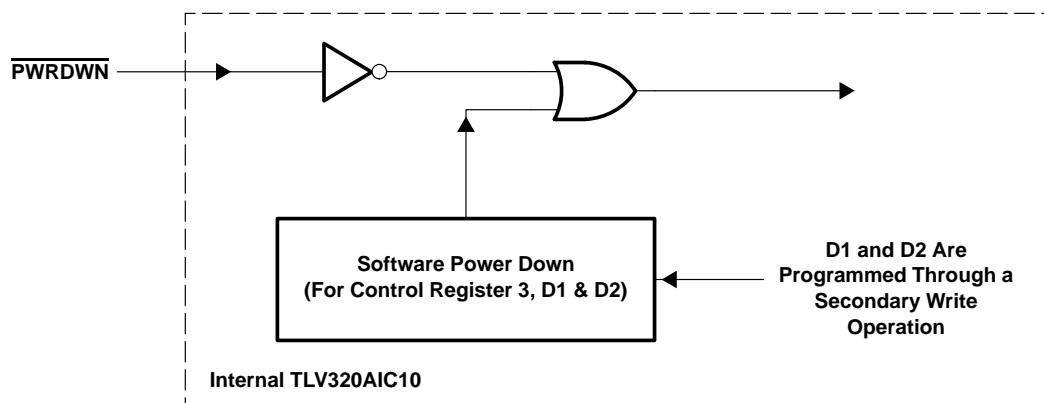 PWRDWN
Software Power Down
(For Control Register 3, D1 & D2)
D1 and D2 Are
Programmed Through a
Secondary Write
Operation
Internal TLV320AIC10